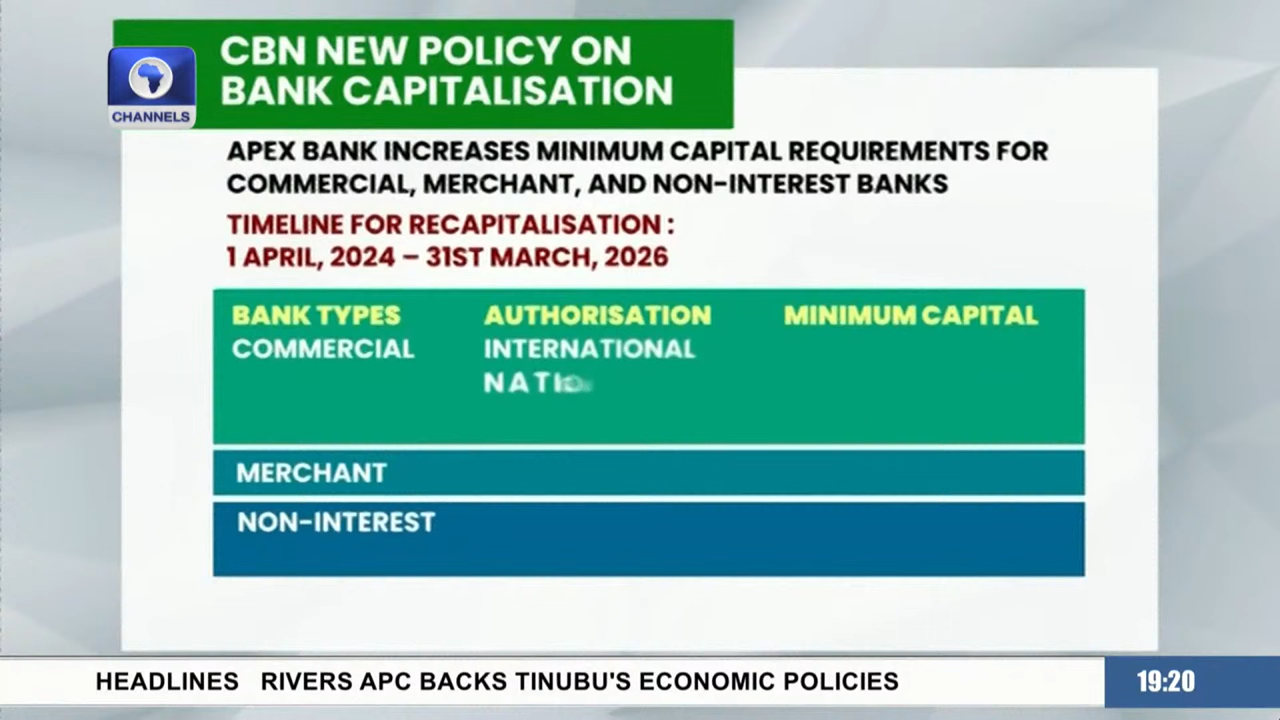 CBN NEW POLICY ON
BANK CAPITALISATION
CHANNELS
APEX BANK INCREASES MINIMUM CAPITAL REQUIREMENTS FOR
COMMERCIAL, MERCHANT, AND NON-INTEREST BANKS
TIMELINE FOR RECAPITALISATION :
1 APRIL, 2024 – 31ST MARCH, 2026
BANK TYPES AUTHORISATION MINIMUM CAPITAL
COMMERCIAL INTERNATIONAL
MERCHANT
NON-INTEREST
HEADLINES RIVERS APC BACKS TINUBU'S ECONOMIC POLICIES 19:20